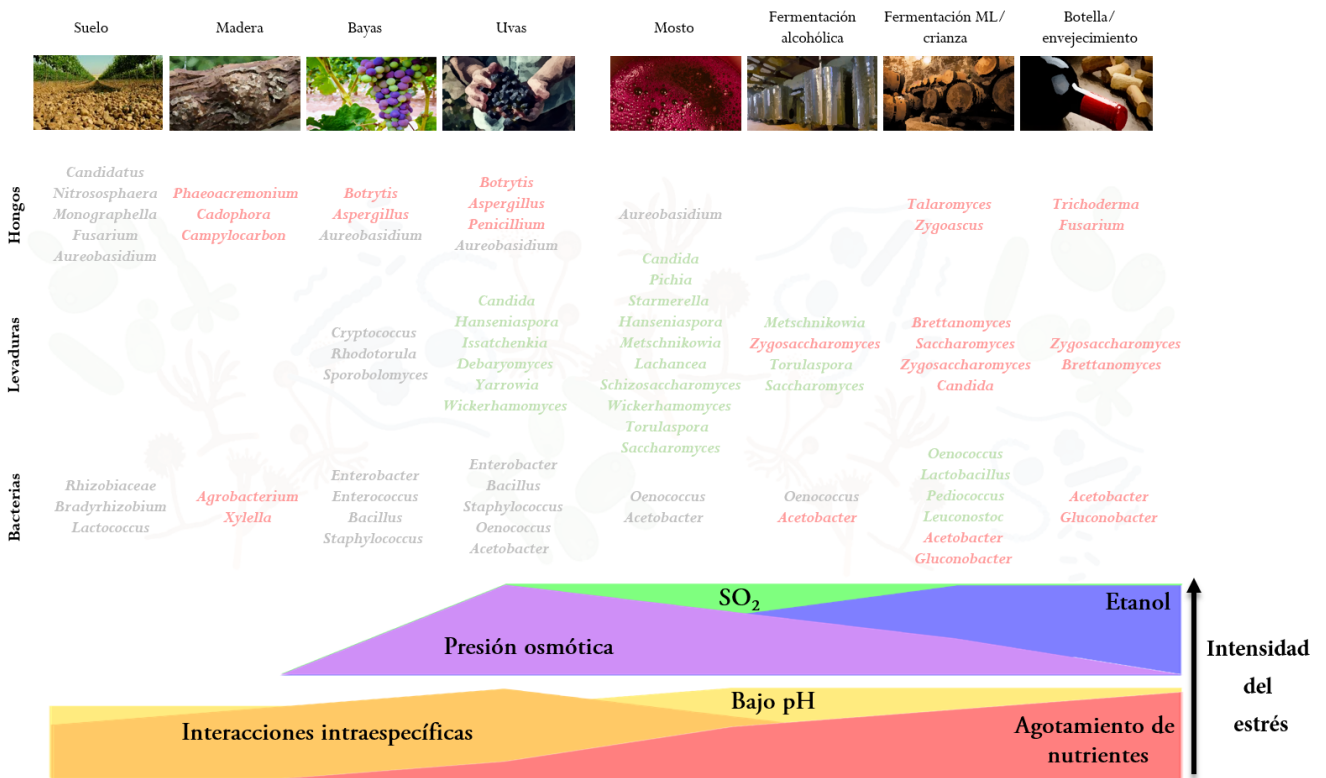 Suelo
Madera
Bayas
Uvas
Mosto
Fermentación
alcohólica
Fermentación ML/
crianza
Botella/
envejecimiento
Hongos
Candidatus
Nitrososphaera
Monographella
Fusarium
Aureobasidium
Phaeoacremonium
Cadophora
Campylocarbon
Botrytis
Aspergillus
Aureobasidium
Botrytis
Aspergillus
Penicillium
Aureobasidium
Aureobasidium
Talaromyces
Zygoascus
Trichoderma
Fusarium
Levaduras
Cryptococcus
Rhodotorula
Sporobolomyces
Candida
Hanseniaspora
Issatchenkia
Debaryomyces
Yarrowia
Wickerhamomyces
Candida
Pichia
Starmerella
Hanseniaspora
Metschnikowia
Lachancea
Schizosaccharomyces
Wickerhamomyces
Torulaspora
Saccharomyces
Metschnikowia
Zygosaccharomyces
Torulaspora
Saccharomyces
Brettanomyces
Saccharomyces
Zygosaccharomyces
Candida
Zygosaccharomyces
Brettanomyces
Bacterias
Rhizobiaceae
Bradyrhizobium
Lactococcus
Agrobacterium
Xylella
Enterobacter
Enterococcus
Bacillus
Staphylococcus
Enterobacter
Bacillus
Staphylococcus
Oenococcus
Acetobacter
Oenococcus
Acetobacter
Oenococcus
Acetobacter
Oenococcus
Lactobacillus
Pediococcus
Leuconostoc
Acetobacter
Gluconobacter
Acetobacter
Gluconobacter
SO₂
Etanol
Presión osmótica
Bajo pH
Interacciones intraespecíficas
Agotamiento de
nutrientes
Intensidad
del
estrés